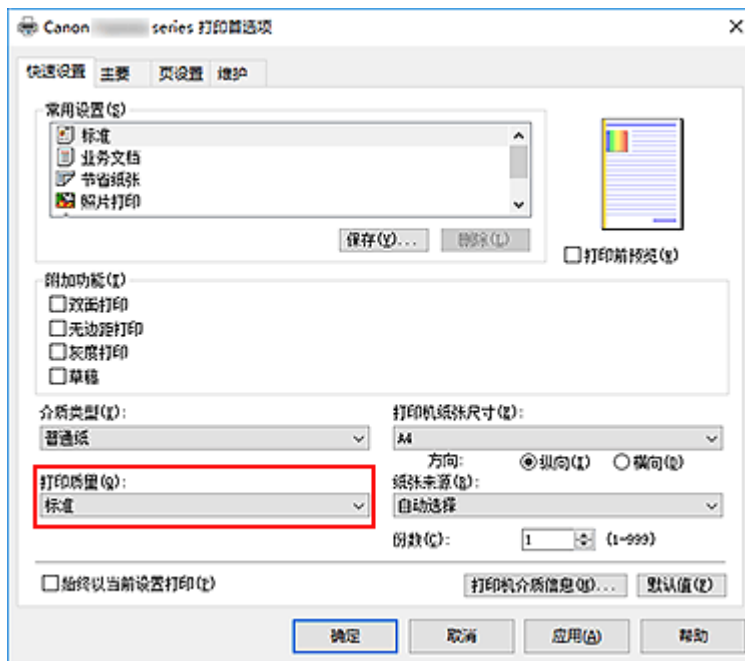 Canon series 打印首选项
快速设置 主要 页设置 维护
常用设置(S)
标准
业务文档
节省纸张
照片打印
保存(V)... 删除(L)
打印前预览(W)
附加功能(I)
双面打印
无边距打印
灰度打印
草稿
介质类型(Y): 打印机纸张尺寸(Z):
普通纸 A4
方向: 纵向(I) 横向(D)
打印质量(Q): 纸张来源(B):
标准 自动选择
份数(C): 1 (1-999)
始终以当前设置打印(P)
打印机介质信息(M)... 默认值(F)
确定 取消 应用(A) 帮助